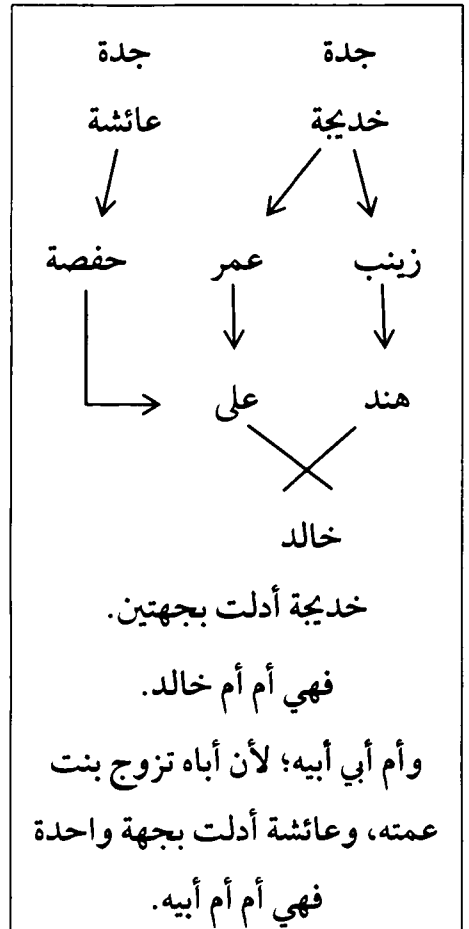 جدة جدة
خديجة عائشة
زينب عمر حفصة
هند على
خالد
خديجة أدلت بجهتين.
فهي أم أم خالد.
وأم أبي أبيه؛ لأن أباه تزوج بنت
عمته، وعائشة أدلت بجهة واحدة
فهي أم أم أبيه.